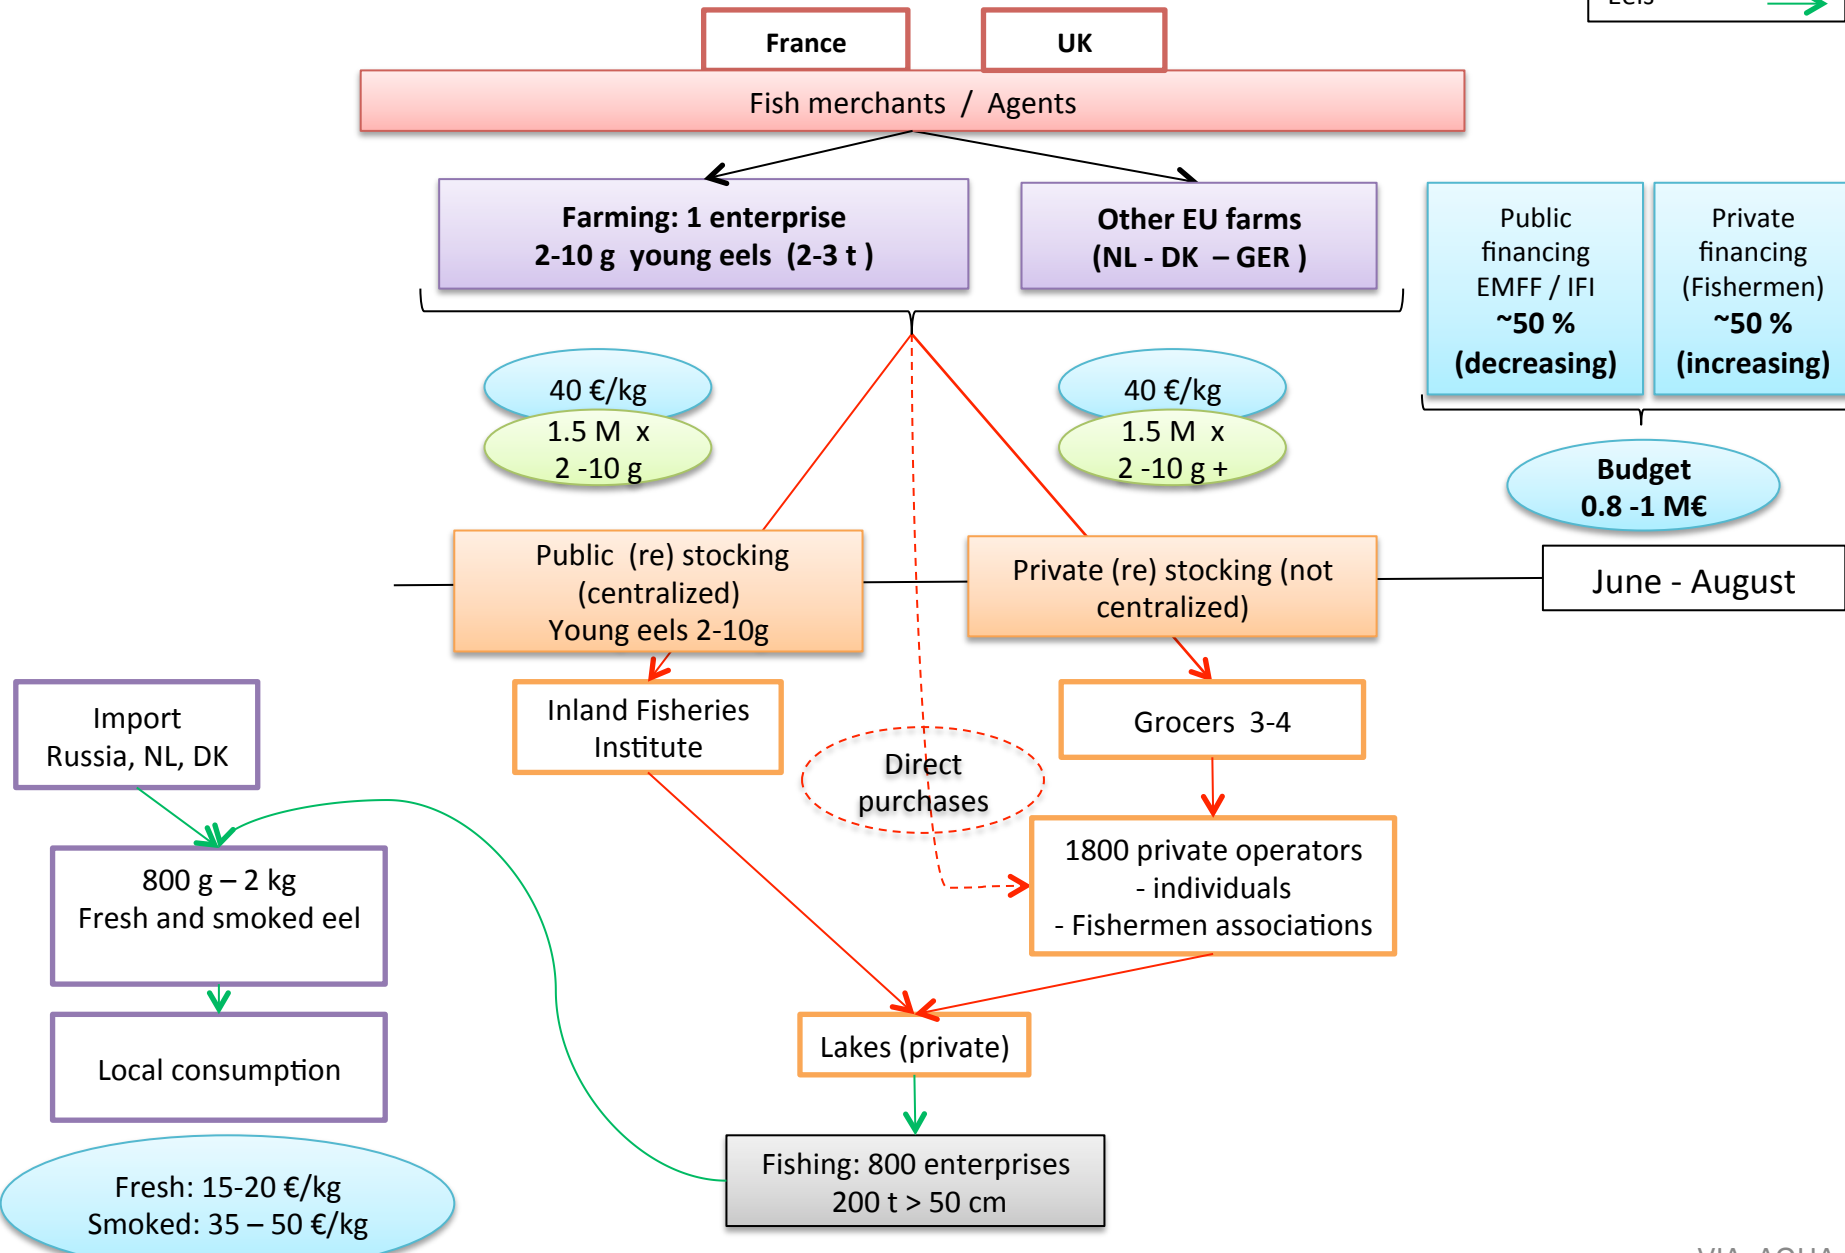 eels
France
UK
Fish merchants / Agents
Farming: 1 enterprise
2-10 g young eels (2-3 t )
Other EU farms
(NL - DK – GER )
Public
financing
EMFF / IFI
~50 %
(decreasing)
Private
financing
(Fishermen)
~50 %
(increasing)
40 €/kg
1.5 M x
2 -10 g
40 €/kg
1.5 M x
2 -10 g +
Budget
0.8 -1 M€
Public (re) stocking
(centralized)
Young eels 2-10g
Private (re) stocking (not
centralized)
June - August
Import
Russia, NL, DK
Inland Fisheries
Institute
Grocers 3-4
Direct
purchases
800 g – 2 kg
Fresh and smoked eel
1800 private operators
- individuals
- Fishermen associations
Local consumption
Lakes (private)
Fresh: 15-20 €/kg
Smoked: 35 – 50 €/kg
Fishing: 800 enterprises
200 t > 50 cm
VIA AQUA